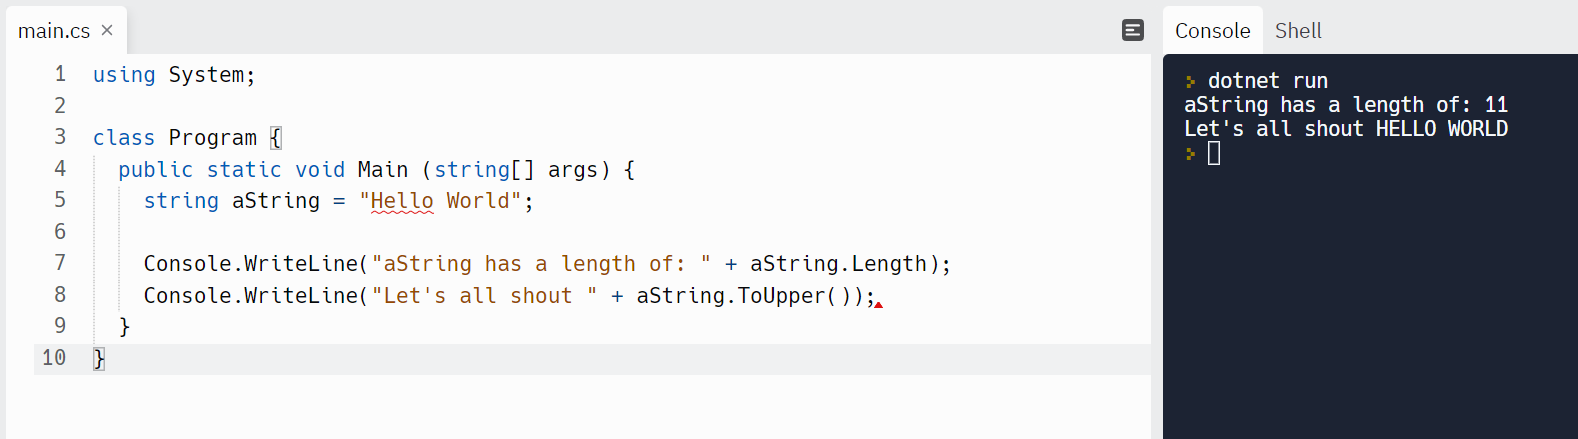 main.cs ×
1 using System;
2
3 class Program {
4 public static void Main (string[] args) {
5 string aString = "Hello World";
6
7 Console.WriteLine("aString has a length of: " + aString.Length);
8 Console.WriteLine("Let's all shout " + aString.ToUpper());
9 }
10 }
Console Shell
dotnet run
aString has a length of: 11
Let's all shout HELLO WORLD